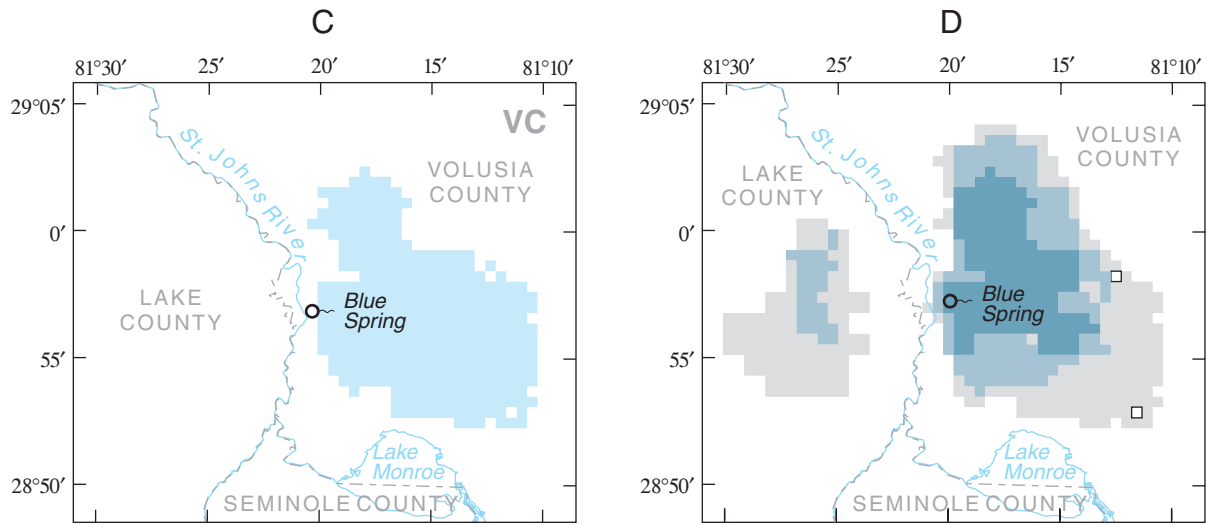 C
81°30′ 25′ 20′ 15′ 81°10′
29°05′
VC
St. Johns River
VOLUSIA
COUNTY
0′
LAKE
COUNTY
Blue
Spring
55′
Lake
Monroe
28°50′
SEMINOLE COUNTY
D
81°30′ 25′ 20′ 15′ 81°10′
29°05′
St. Johns River
VOLUSIA
COUNTY
LAKE
COUNTY
0′
Blue
Spring
55′
Lake
Monroe
28°50′
SEMINOLE COUNTY